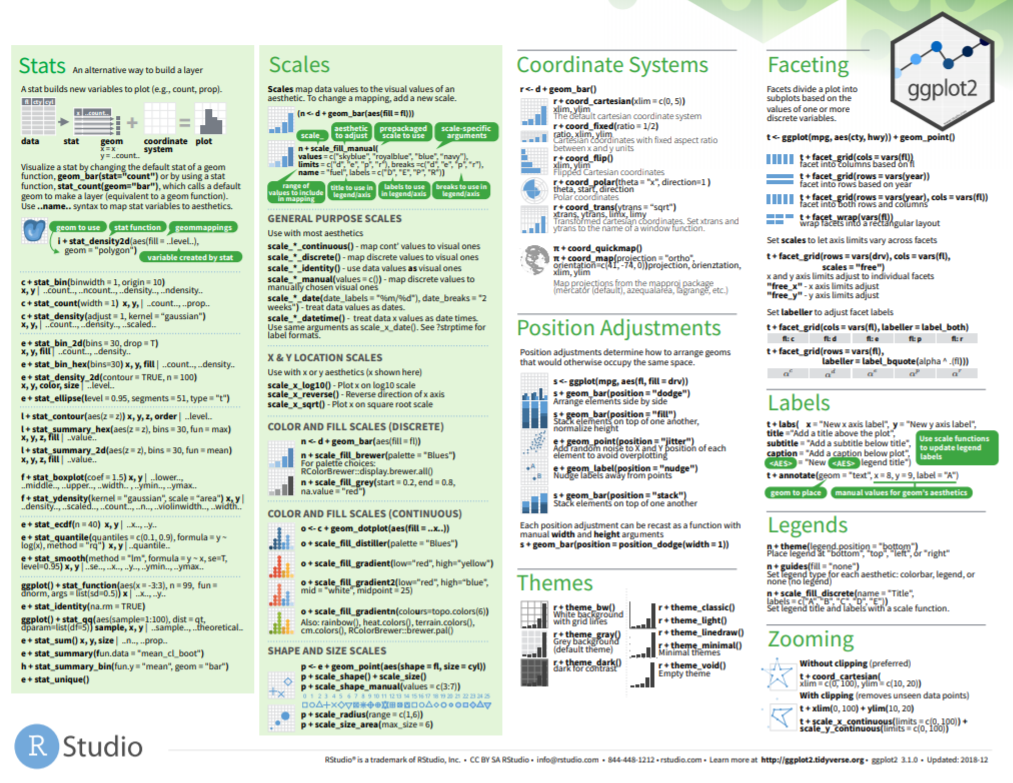 Stats An alternative way to build a layer
A stat builds new variables to plot (e.g., count, prop).
fl cty cyl
x ..count..
data stat geom coordinate plot
x = x system
y = ..count..
Visualize a stat by changing the default stat of a geom
function, geom_bar(stat="count") or by using a stat
function, stat_count(geom="bar"), which calls a default
geom to make a layer (equivalent to a geom function).
Use ..name.. syntax to map stat variables to aesthetics.
geom to use stat function geommappings
i + stat_density2d(aes(fill = ..level..),
geom = "polygon")
variable created by stat
c + stat_bin(binwidth = 1, origin = 10)
x, y | ..count.., ..ncount.., ..density.., ..ndensity..
c + stat_count(width = 1) x, y, | ..count.., ..prop..
c + stat_density(adjust = 1, kernel = "gaussian")
x, y, | ..count.., ..density.., ..scaled..
e + stat_bin_2d(bins = 30, drop = T)
x, y, fill | ..count.., ..density..
e + stat_bin_hex(bins=30) x, y, fill | ..count.., ..density..
e + stat_density_2d(contour = TRUE, n = 100)
x, y, color, size | ..level..
e + stat_ellipse(level = 0.95, segments = 51, type = "t")
l + stat_contour(aes(z = z)) x, y, z, order | ..level..
l + stat_summary_hex(aes(z = z), bins = 30, fun = max)
x, y, z, fill | ..value..
l + stat_summary_2d(aes(z = z), bins = 30, fun = mean)
x, y, z, fill | ..value..
f + stat_boxplot(coef = 1.5) x, y | ..lower..,
..middle.., ..upper.., ..width.. , ..ymin.., ..ymax..
f + stat_ydensity(kernel = "gaussian", scale = "area") x, y |
..density.., ..scaled.., ..count.., ..n.., ..violinwidth.., ..width..
e + stat_ecdf(n = 40) x, y | ..x.., ..y..
e + stat_quantile(quantiles = c(0.1, 0.9), formula = y ~
log(x), method = "rq") x, y | ..quantile..
e + stat_smooth(method = "lm", formula = y ~ x, se=T,
level=0.95) x, y | ..se.., ..x.., ..y.., ..ymin.., ..ymax..
ggplot() + stat_function(aes(x = -3:3), n = 99, fun =
dnorm, args = list(sd=0.5)) x | ..x.., ..y..
e + stat_identity(na.rm = TRUE)
ggplot() + stat_qq(aes(sample=1:100), dist = qt,
dparam=list(df=5)) sample, x, y | ..sample.., ..theoretical..
e + stat_sum() x, y, size | ..n.., ..prop..
e + stat_summary(fun.data = "mean_cl_boot")
h + stat_summary_bin(fun.y = "mean", geom = "bar")
e + stat_unique()
Scales
Scales map data values to the visual values of an
aesthetic. To change a mapping, add a new scale.
(n <- d + geom_bar(aes(fill = fl)))
scale_ aesthetic to adjust prepackaged scale to use scale-specific arguments
n + scale_fill_manual(
values = c("skyblue", "royalblue", "blue", "navy"),
limits = c("d", "e", "p", "r"), breaks =c("d", "e", "p", "r"),
name = "fuel", labels = c("D", "E", "P", "R"))
range of values to include in mapping title to use in legend/axis labels to use in legend/axis breaks to use in legend/axis
GENERAL PURPOSE SCALES
Use with most aesthetics
scale_*_continuous() - map cont' values to visual ones
scale_*_discrete() - map discrete values to visual ones
scale_*_identity() - use data values as visual ones
scale_*_manual(values = c()) - map discrete values to
manually chosen visual ones
scale_*_date(date_labels = "%m/%d"), date_breaks = "2
weeks") - treat data values as dates.
scale_*_datetime() - treat data x values as date times.
Use same arguments as scale_x_date(). See ?strptime for
label formats.
X & Y LOCATION SCALES
Use with x or y aesthetics (x shown here)
scale_x_log10() - Plot x on log10 scale
scale_x_reverse() - Reverse direction of x axis
scale_x_sqrt() - Plot x on square root scale
COLOR AND FILL SCALES (DISCRETE)
n <- d + geom_bar(aes(fill = fl))
n + scale_fill_brewer(palette = "Blues")
For palette choices:
RColorBrewer::display.brewer.all()
n + scale_fill_grey(start = 0.2, end = 0.8,
na.value = "red")
COLOR AND FILL SCALES (CONTINUOUS)
o <- c + geom_dotplot(aes(fill = ..x..))
o + scale_fill_distiller(palette = "Blues")
o + scale_fill_gradient(low="red", high="yellow")
o + scale_fill_gradient2(low="red", high="blue",
mid = "white", midpoint = 25)
o + scale_fill_gradientn(colours=topo.colors(6))
Also: rainbow(), heat.colors(), terrain.colors(),
cm.colors(), RColorBrewer::brewer.pal()
SHAPE AND SIZE SCALES
p <- e + geom_point(aes(shape = fl, size = cyl))
p + scale_shape() + scale_size()
p + scale_shape_manual(values = c(3:7))
0 1 2 3 4 5 6 7 8 9 10 11 12 13 14 15 16 17 18 19 20 21 22 23 24 25
p + scale_radius(range = c(1,6))
p + scale_size_area(max_size = 6)
Coordinate Systems
r <- d + geom_bar()
r + coord_cartesian(xlim = c(0, 5))
xlim, ylim
The default cartesian coordinate system
r + coord_fixed(ratio = 1/2)
ratio, xlim, ylim
Cartesian coordinates with fixed aspect ratio
between x and y units
r + coord_flip()
xlim, ylim
Flipped Cartesian coordinates
r + coord_polar(theta = "x", direction=1 )
theta, start, direction
Polar coordinates
r + coord_trans(ytrans = "sqrt")
xtrans, ytrans, limx, limy
Transformed cartesian coordinates. Set xtrans and
ytrans to the name of a window function.
π + coord_quickmap()
π + coord_map(projection = "ortho",
orientation=c(41, -74, 0))projection, orienztation,
xlim, ylim
Map projections from the mapproj package
(mercator (default), azequalarea, lagrange, etc.)
Position Adjustments
Position adjustments determine how to arrange geoms
that would otherwise occupy the same space.
s <- ggplot(mpg, aes(fl, fill = drv))
s + geom_bar(position = "dodge")
Arrange elements side by side
s + geom_bar(position = "fill")
Stack elements on top of one another,
normalize height
e + geom_point(position = "jitter")
Add random noise to X and Y position of each
element to avoid overplotting
e + geom_label(position = "nudge")
Nudge labels away from points
s + geom_bar(position = "stack")
Stack elements on top of one another
Each position adjustment can be recast as a function with
manual width and height arguments
s + geom_bar(position = position_dodge(width = 1))
Themes
r + theme_bw()
White background
with grid lines
r + theme_gray()
Grey background
(default theme)
r + theme_dark()
dark for contrast
r + theme_classic()
r + theme_light()
r + theme_linedraw()
r + theme_minimal()
Minimal themes
r + theme_void()
Empty theme
Faceting
Facets divide a plot into
subplots based on the
values of one or more
discrete variables.
ggplot2
t <- ggplot(mpg, aes(cty, hwy)) + geom_point()
t + facet_grid(cols = vars(fl))
facet into columns based on fl
t + facet_grid(rows = vars(year))
facet into rows based on year
t + facet_grid(rows = vars(year), cols = vars(fl))
facet into both rows and columns
t + facet_wrap(vars(fl))
wrap facets into a rectangular layout
Set scales to let axis limits vary across facets
t + facet_grid(rows = vars(drv), cols = vars(fl),
scales = "free")
x and y axis limits adjust to individual facets
"free_x" - x axis limits adjust
"free_y" - y axis limits adjust
Set labeller to adjust facet labels
t + facet_grid(cols = vars(fl), labeller = label_both)
fl: c fl: d fl: e fl: p fl: r
t + facet_grid(rows = vars(fl),
labeller = label_bquote(alpha ^ .(fl)))
αc αd αe αp αr
Labels
t + labs( x = "New x axis label", y = "New y axis label",
title ="Add a title above the plot",
subtitle = "Add a subtitle below title",
caption = "Add a caption below plot",
<AES> = "New <AES> legend title")
Use scale functions
to update legend
labels
t + annotate(geom = "text", x = 8, y = 9, label = "A")
geom to place manual values for geom's aesthetics
Legends
n + theme(legend.position = "bottom")
Place legend at "bottom", "top", "left", or "right"
n + guides(fill = "none")
Set legend type for each aesthetic: colorbar, legend, or
none (no legend)
n + scale_fill_discrete(name = "Title",
labels = c("A", "B", "C", "D", "E"))
Set legend title and labels with a scale function.
Zooming
Without clipping (preferred)
t + coord_cartesian(
xlim = c(0, 100), ylim = c(10, 20))
With clipping (removes unseen data points)
t + xlim(0, 100) + ylim(10, 20)
t + scale_x_continuous(limits = c(0, 100)) +
scale_y_continuous(limits = c(0, 100))
R Studio
RStudio® is a trademark of RStudio, Inc. • CC BY SA RStudio • info@rstudio.com • 844-448-1212 • rstudio.com • Learn more at http://ggplot2.tidyverse.org • ggplot2 3.1.0 • Updated: 2018-12